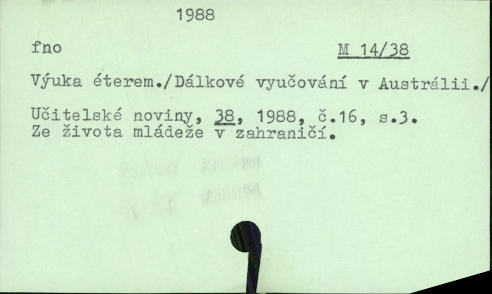 1988
fno M 14/38
Výuka éterem./Dálkové vyučování v Austrálii./
Učitelské noviny, 38, 1988, č.16, s.3.
Ze života mládeže v zahraničí.